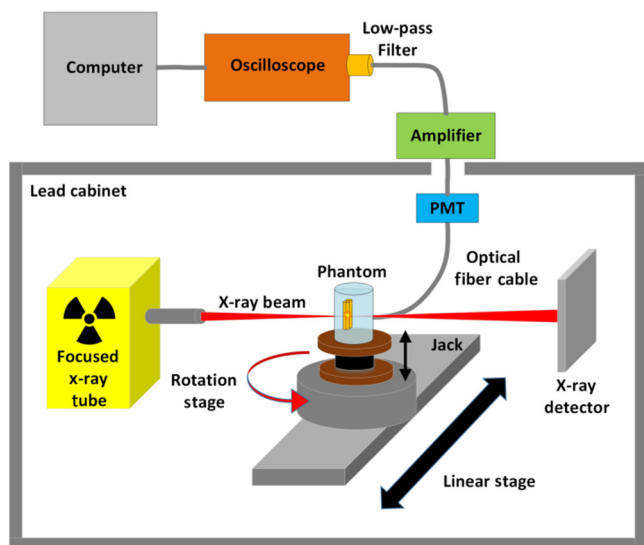 Low-pass
Filter
Computer
Oscilloscope
Amplifier
Lead cabinet
PMT
Optical
fiber cable
Phantom
X-ray beam
Focused
x-ray
tube
Jack
Rotation
stage
X-ray
detector
Linear stage